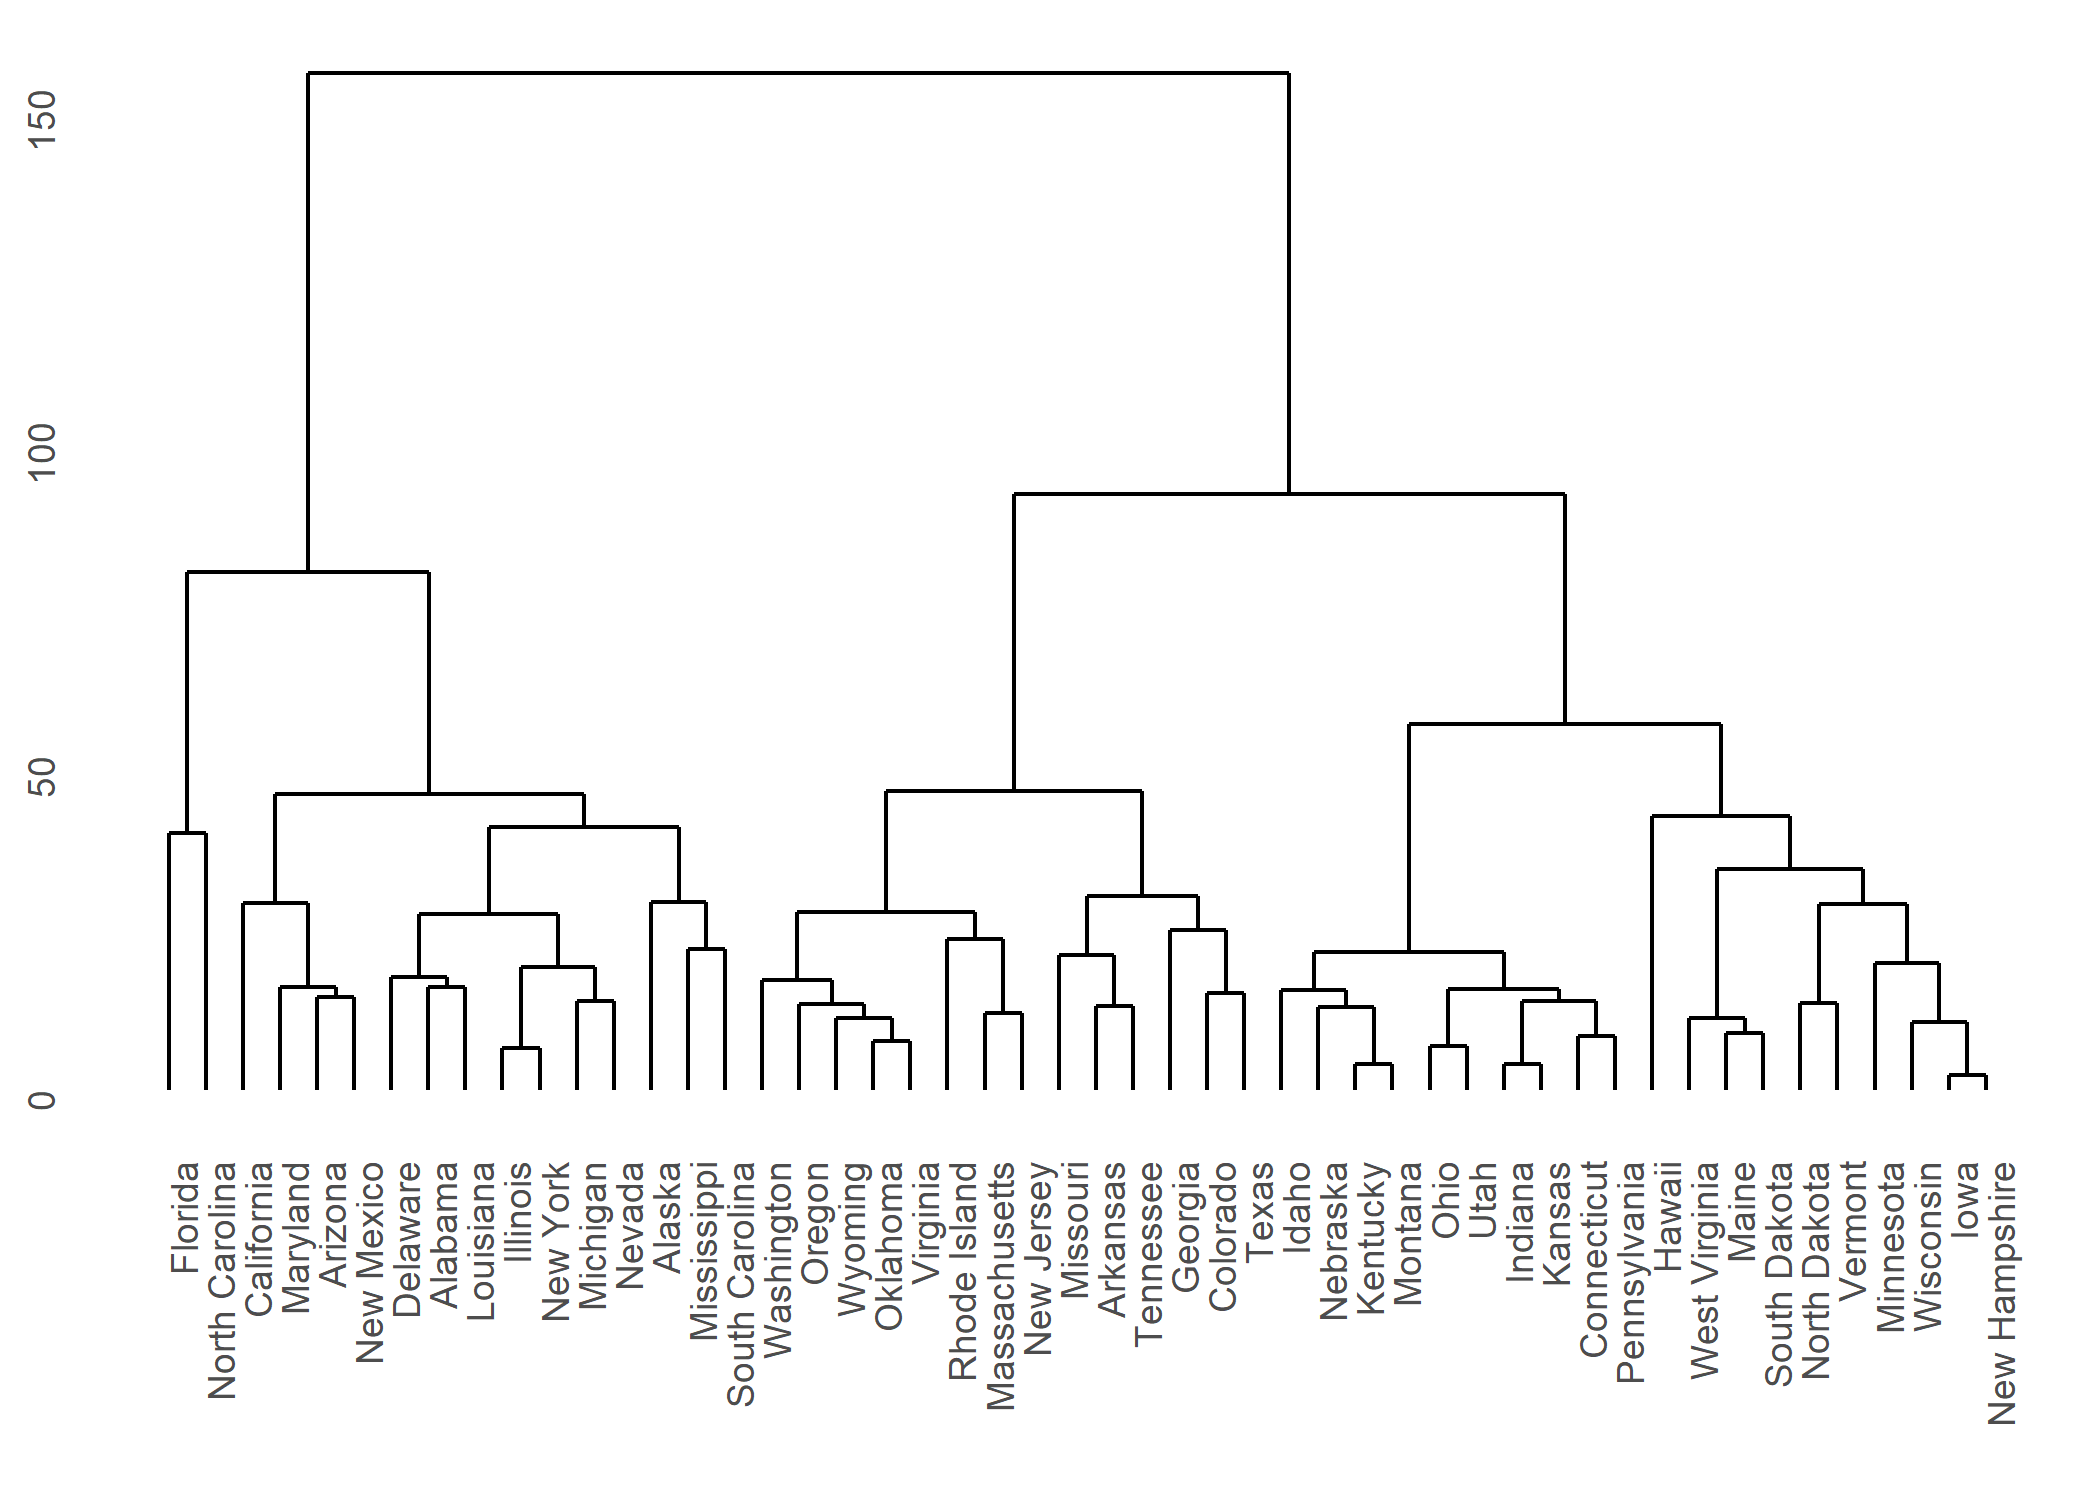 150
100
50
0
Florida
North Carolina
California
Maryland
Arizona
New Mexico
Delaware
Alabama
Louisiana
Illinois
New York
Michigan
Nevada
Alaska
Mississippi
South Carolina
Washington
Oregon
Wyoming
Oklahoma
Virginia
Rhode Island
Massachusetts
New Jersey
Missouri
Arkansas
Tennessee
Georgia
Colorado
Texas
Idaho
Nebraska
Kentucky
Montana
Ohio
Utah
Indiana
Kansas
Connecticut
Pennsylvania
Hawaii
West Virginia
Maine
South Dakota
North Dakota
Vermont
Minnesota
Wisconsin
Iowa
New Hampshire